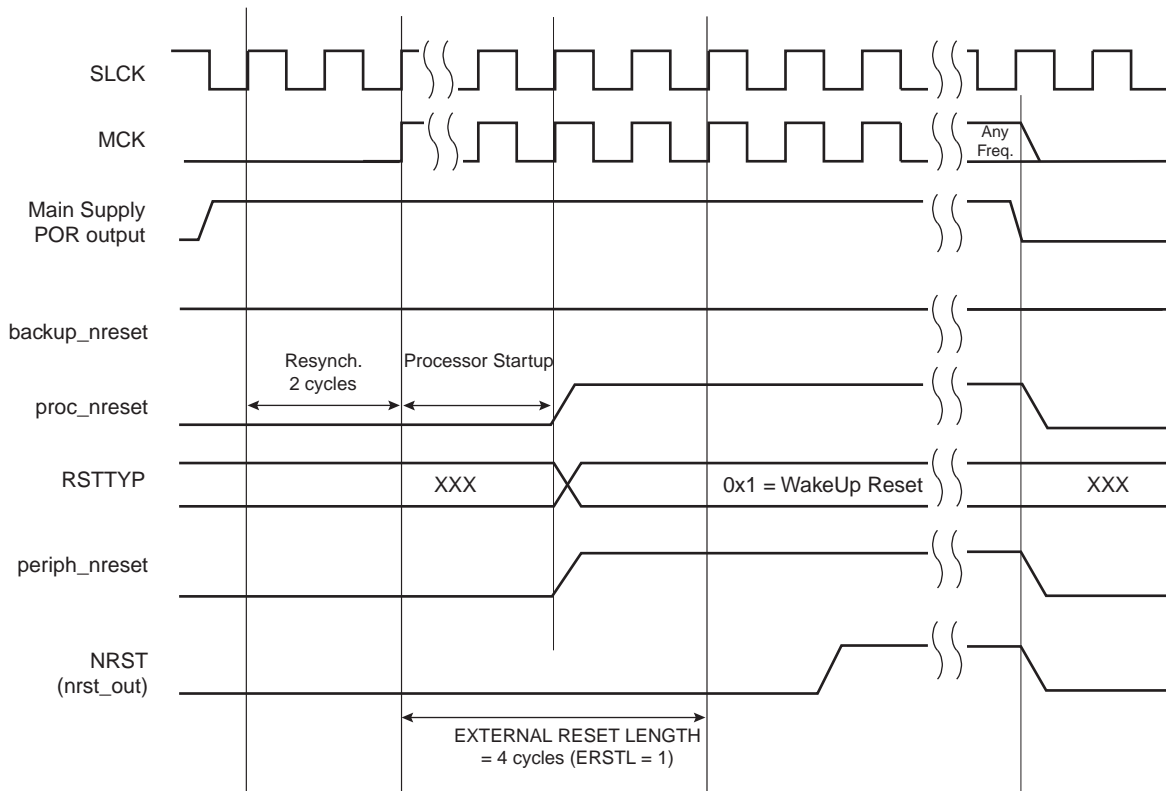 SLCK
MCK
Any
Freq.
Main Supply
POR output
backup_nreset
Resynch.
2 cycles
Processor Startup
proc_nreset
RSTTYP
XXX
0x1 = WakeUp Reset
XXX
periph_nreset
NRST
(nrst_out)
EXTERNAL RESET LENGTH
= 4 cycles (ERSTL = 1)